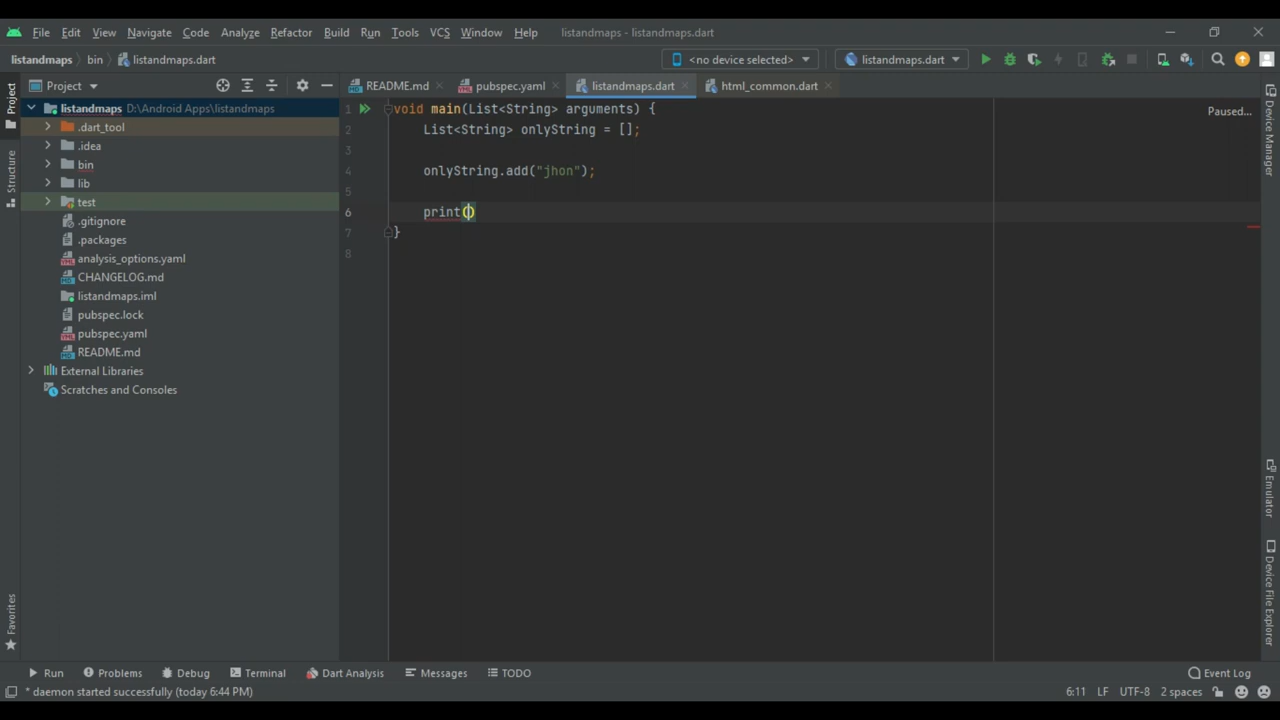 File Edit View Navigate Code Analyze Refactor Build Run Tools VCS Window Help listandmaps - listandmaps.dart
listandmaps bin listandmaps.dart <no device selected> listandmaps.dart
Project README.md pubspec.yaml listandmaps.dart html_common.dart
Project
Structure
Favorites
listandmaps D:\Android Apps\listandmaps
.dart_tool
.idea
bin
lib
test
.gitignore
.packages
analysis_options.yaml
CHANGELOG.md
listandmaps.iml
pubspec.lock
pubspec.yaml
README.md
External Libraries
Scratches and Consoles
1 void main(List<String> arguments) {
2 List<String> onlyString = [];
3
4 onlyString.add("jhon");
5
6 print()
7 }
8
Paused...
Device Manager
Emulator
Device File Explorer
Run Problems Debug Terminal Dart Analysis Messages TODO Event Log
* daemon started successfully (today 6:44 PM) 6:11 LF UTF-8 2 spaces